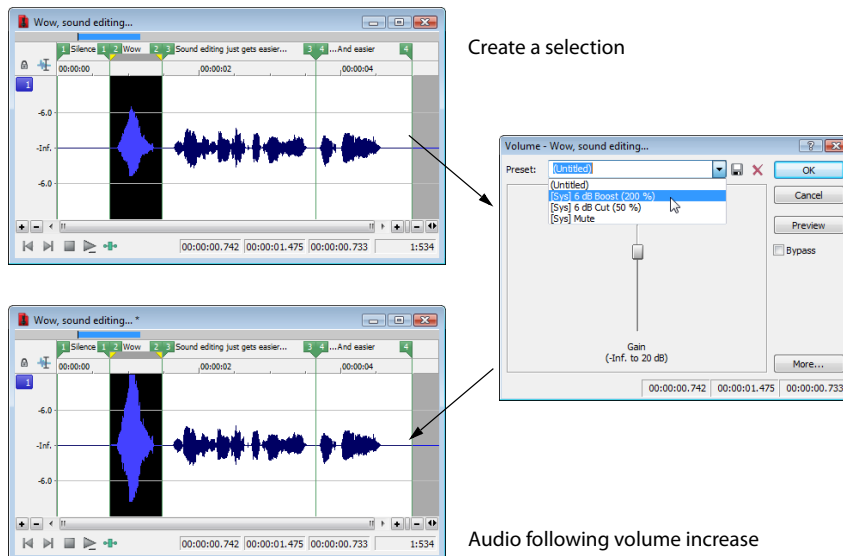 Wow, sound editing...
1 Silence 1 2 Wow 2 3 Sound editing just gets easier... 3 4 ...And easier 4
00:00:00 ,00:00:02 ,00:00:04
1
-6.0
-Inf.
-6.0
00:00:00.742 00:00:01.475 00:00:00.733 1:534
Create a selection
Volume - Wow, sound editing...
Preset: (Untitled) OK
(Untitled)
[Sys] 6 dB Boost (200 %) Cancel
[Sys] 6 dB Cut (50 %)
[Sys] Mute Preview
Bypass
Gain
(-Inf. to 20 dB)
More...
00:00:00.742 00:00:01.475 00:00:00.733
Wow, sound editing... *
1 Silence 1 2 Wow 2 3 Sound editing just gets easier... 3 4 ...And easier 4
00:00:00 ,00:00:02 ,00:00:04
1
-6.0
-Inf.
-6.0
00:00:00.742 00:00:01.475 00:00:00.733 1:534
Audio following volume increase